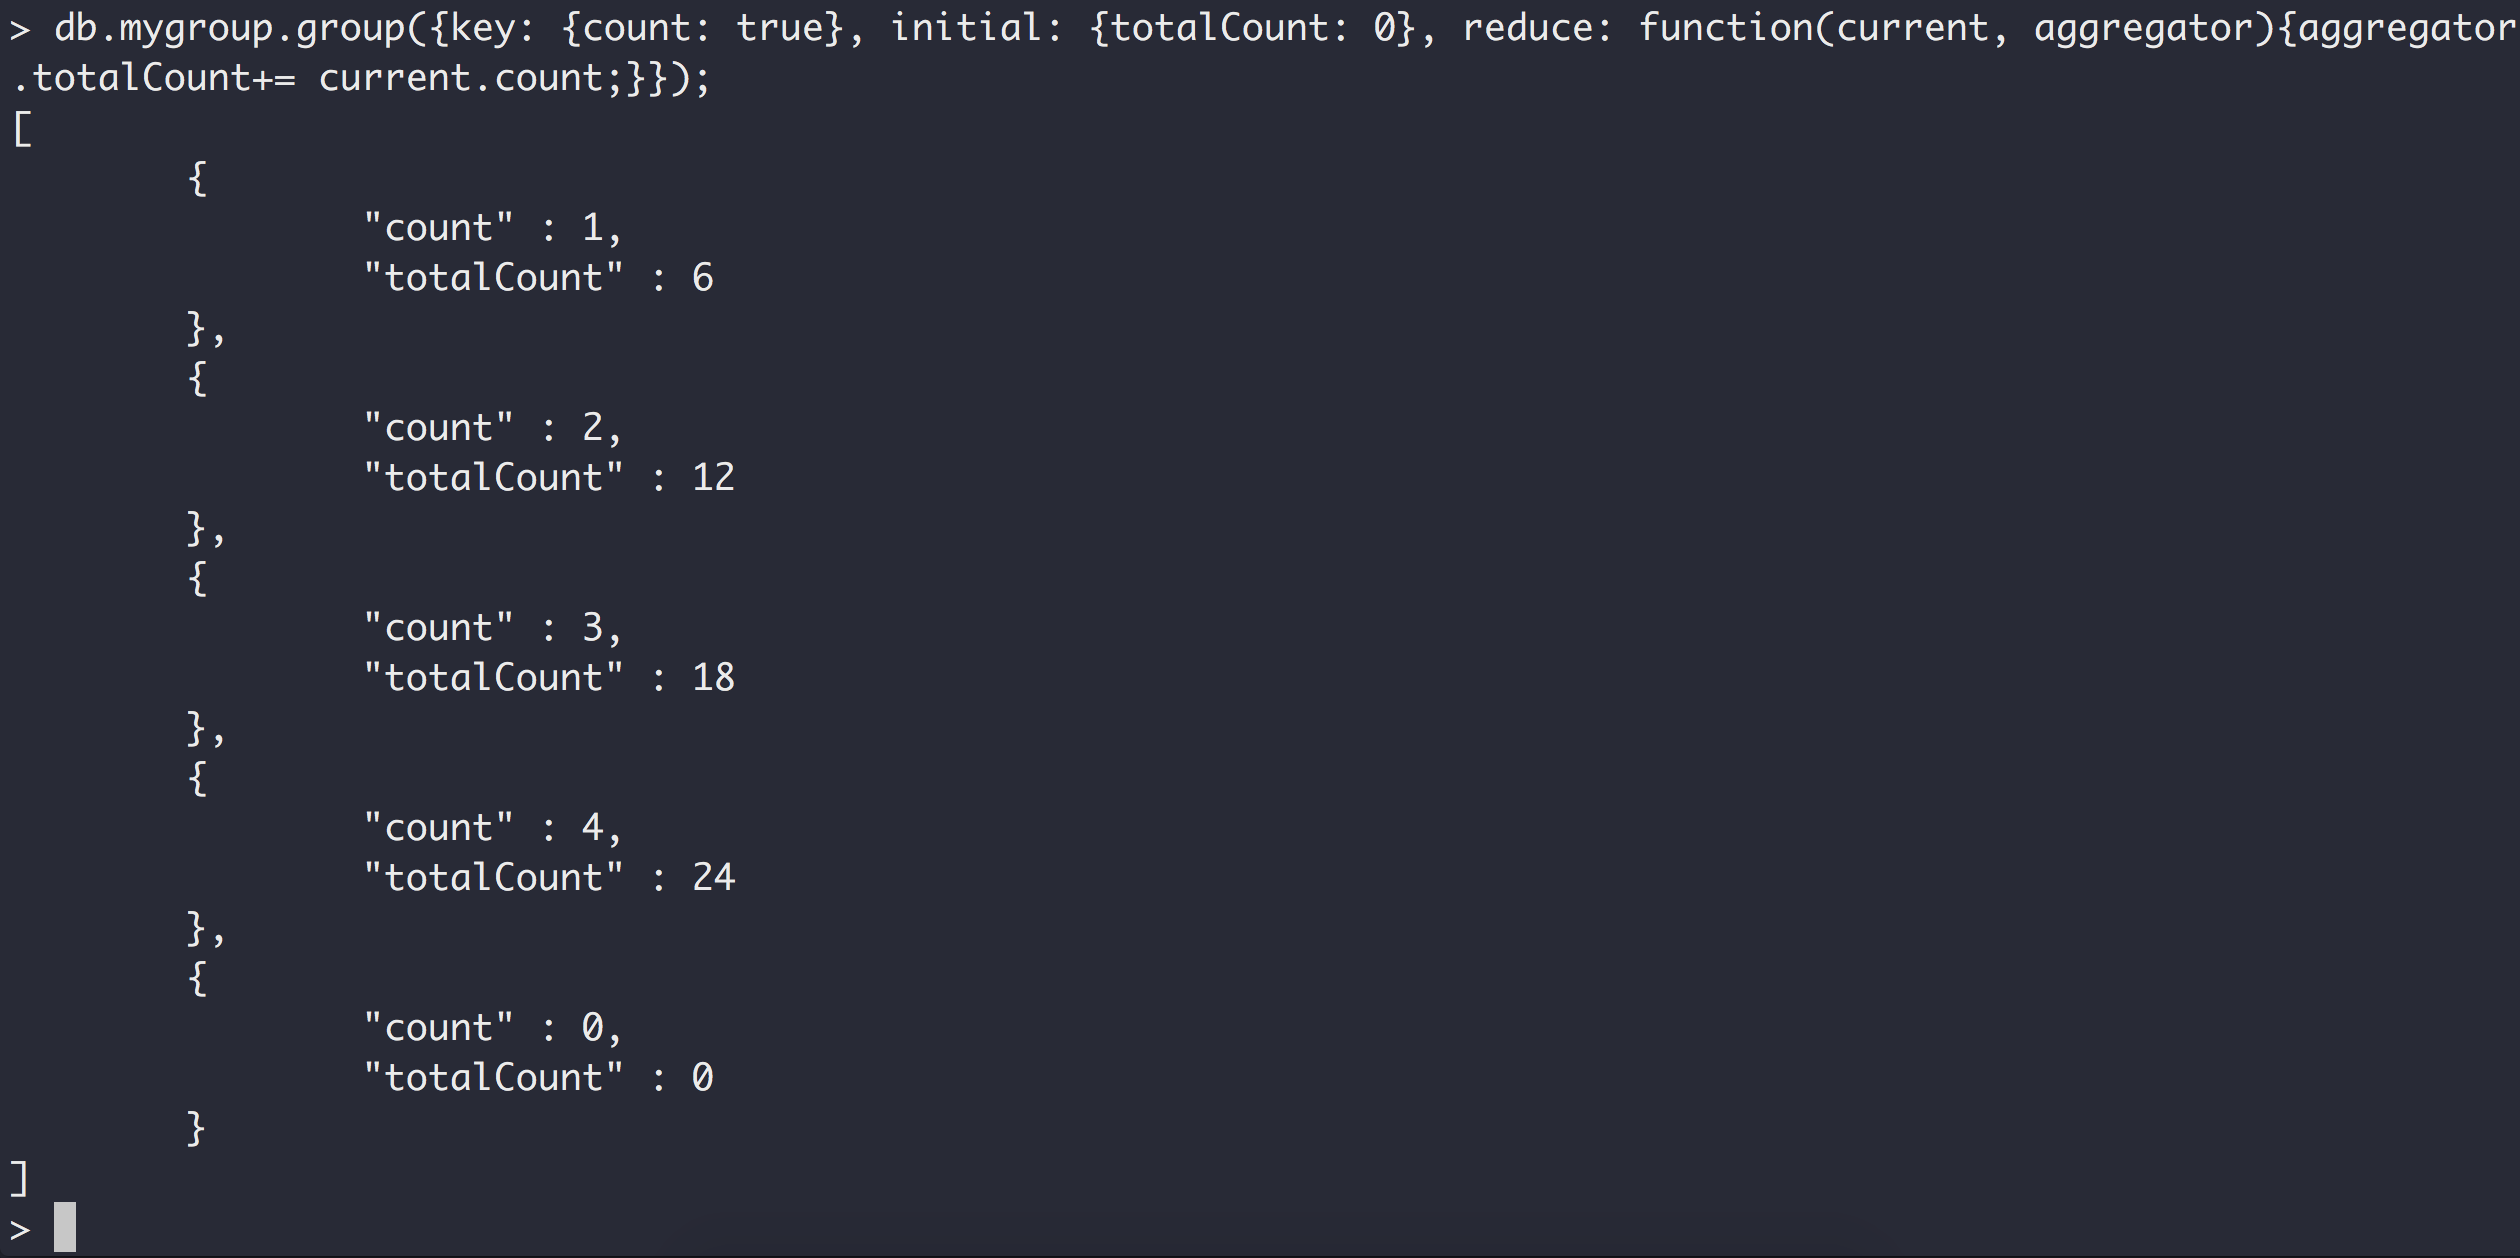 > db.mygroup.group({key: {count: true}, initial: {totalCount: 0}, reduce: function(current, aggregator){aggregator
.totalCount+= current.count;}});
[
        {
                "count" : 1,
                "totalCount" : 6
        },
        {
                "count" : 2,
                "totalCount" : 12
        },
        {
                "count" : 3,
                "totalCount" : 18
        },
        {
                "count" : 4,
                "totalCount" : 24
        },
        {
                "count" : 0,
                "totalCount" : 0
        }
]
>